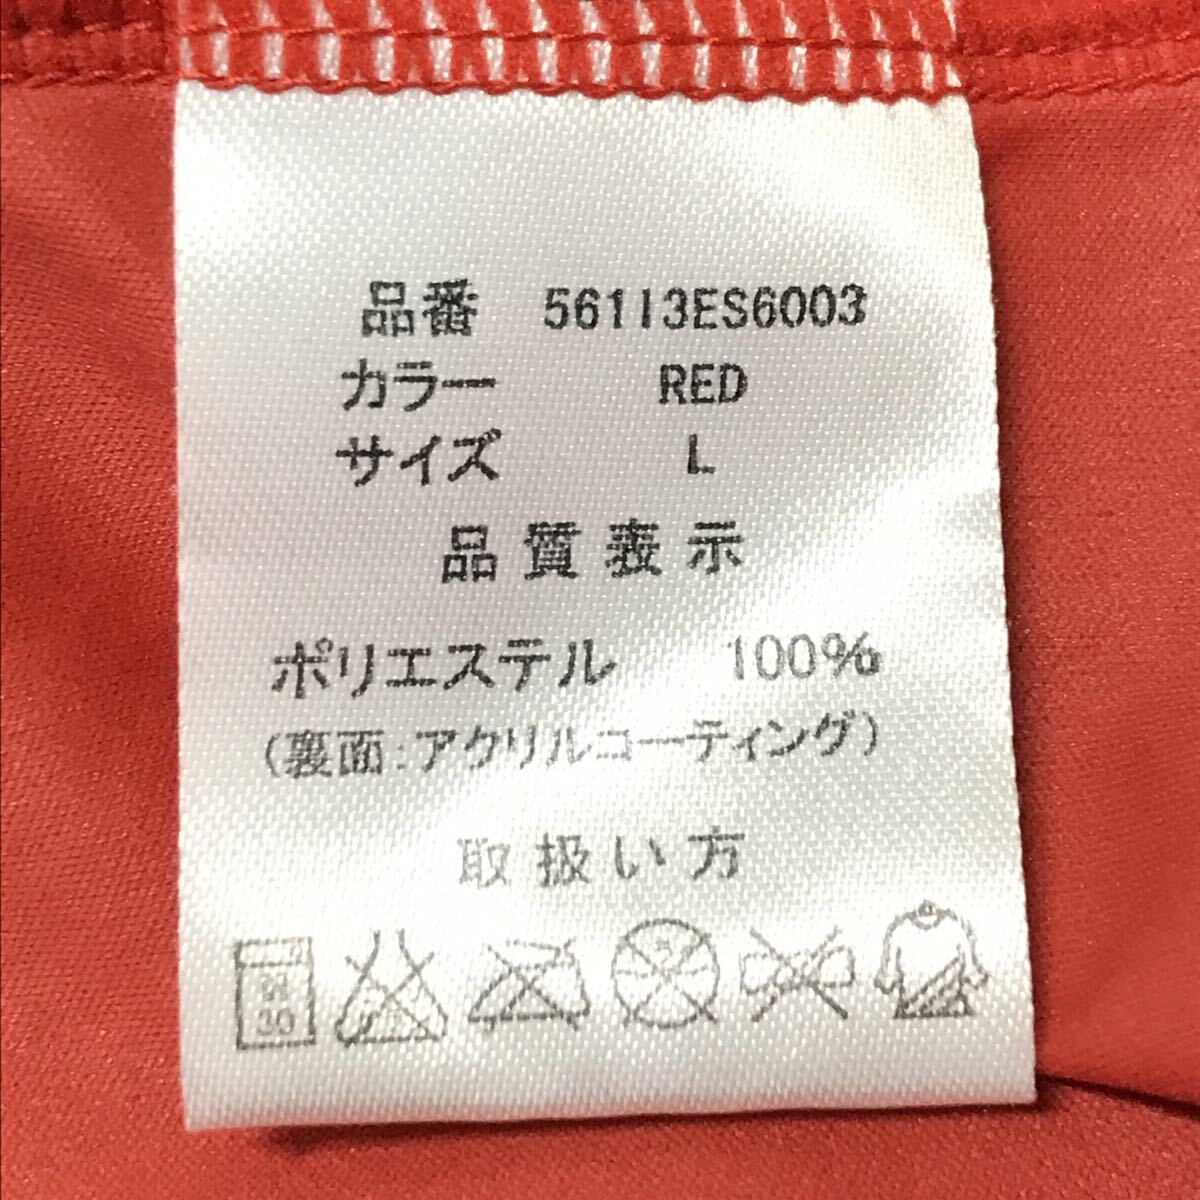 品番 56113ES6003
カラー RED
サイズ L
品質表示
ポリエステル 100%
(裏面:アクリルコーティング)
取扱い方
30